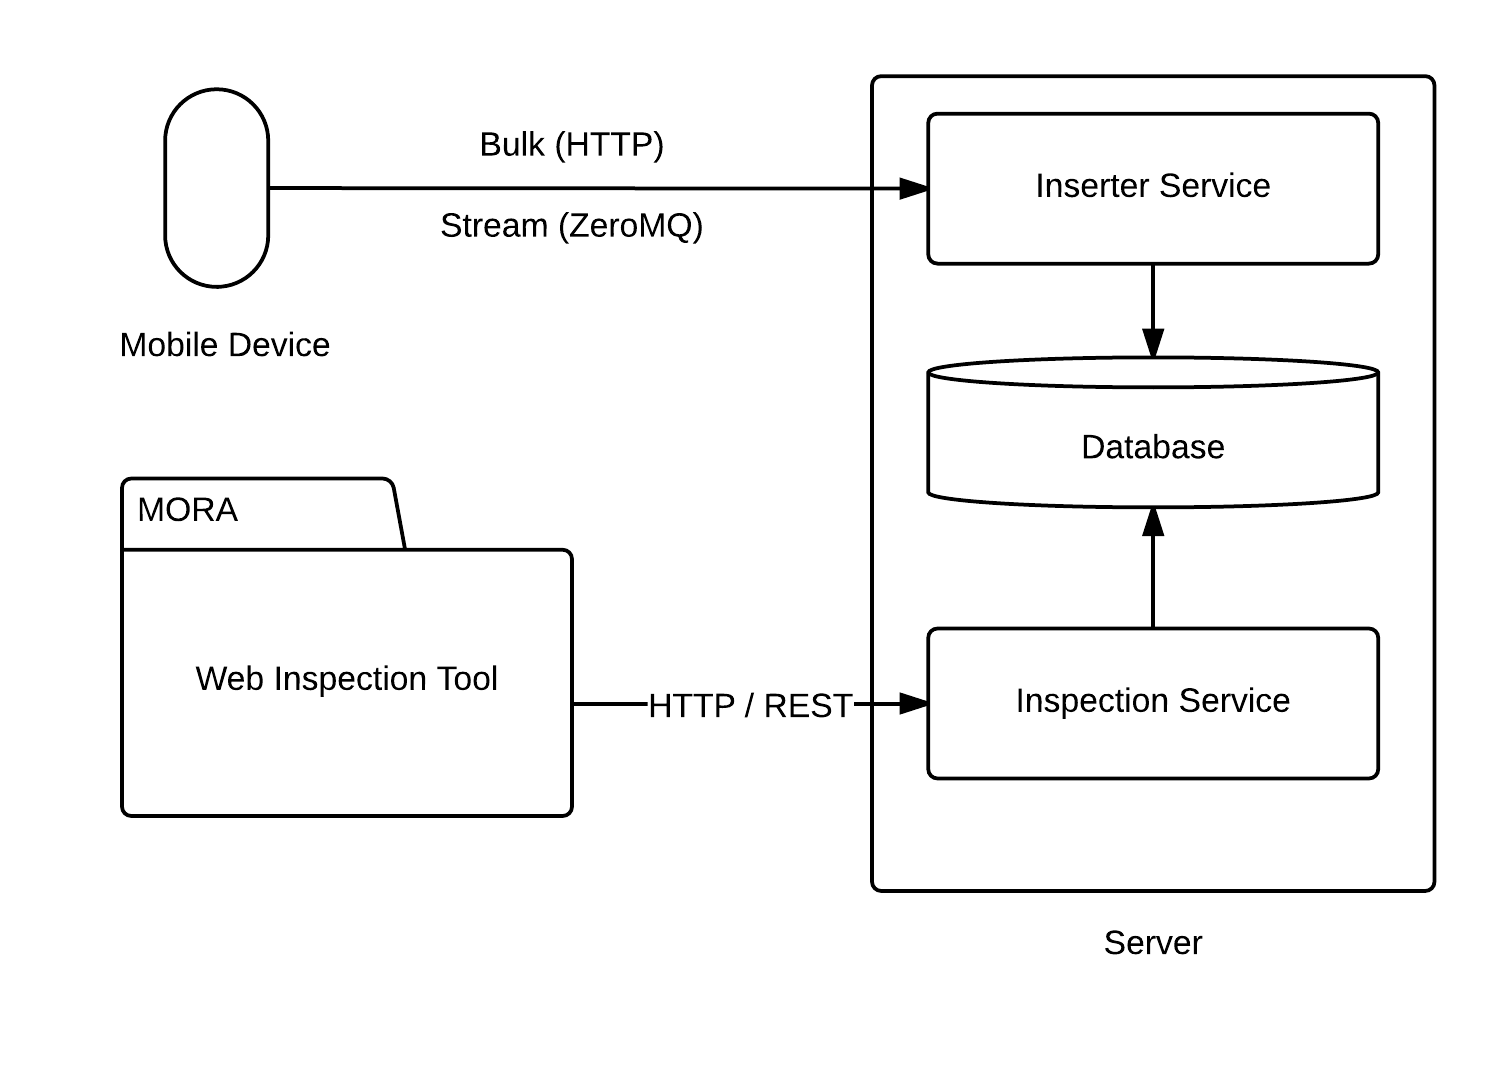 Bulk (HTTP)
Stream (ZeroMQ)
Mobile Device
Inserter Service
Database
MORA
Web Inspection Tool
HTTP / REST
Inspection Service
Server